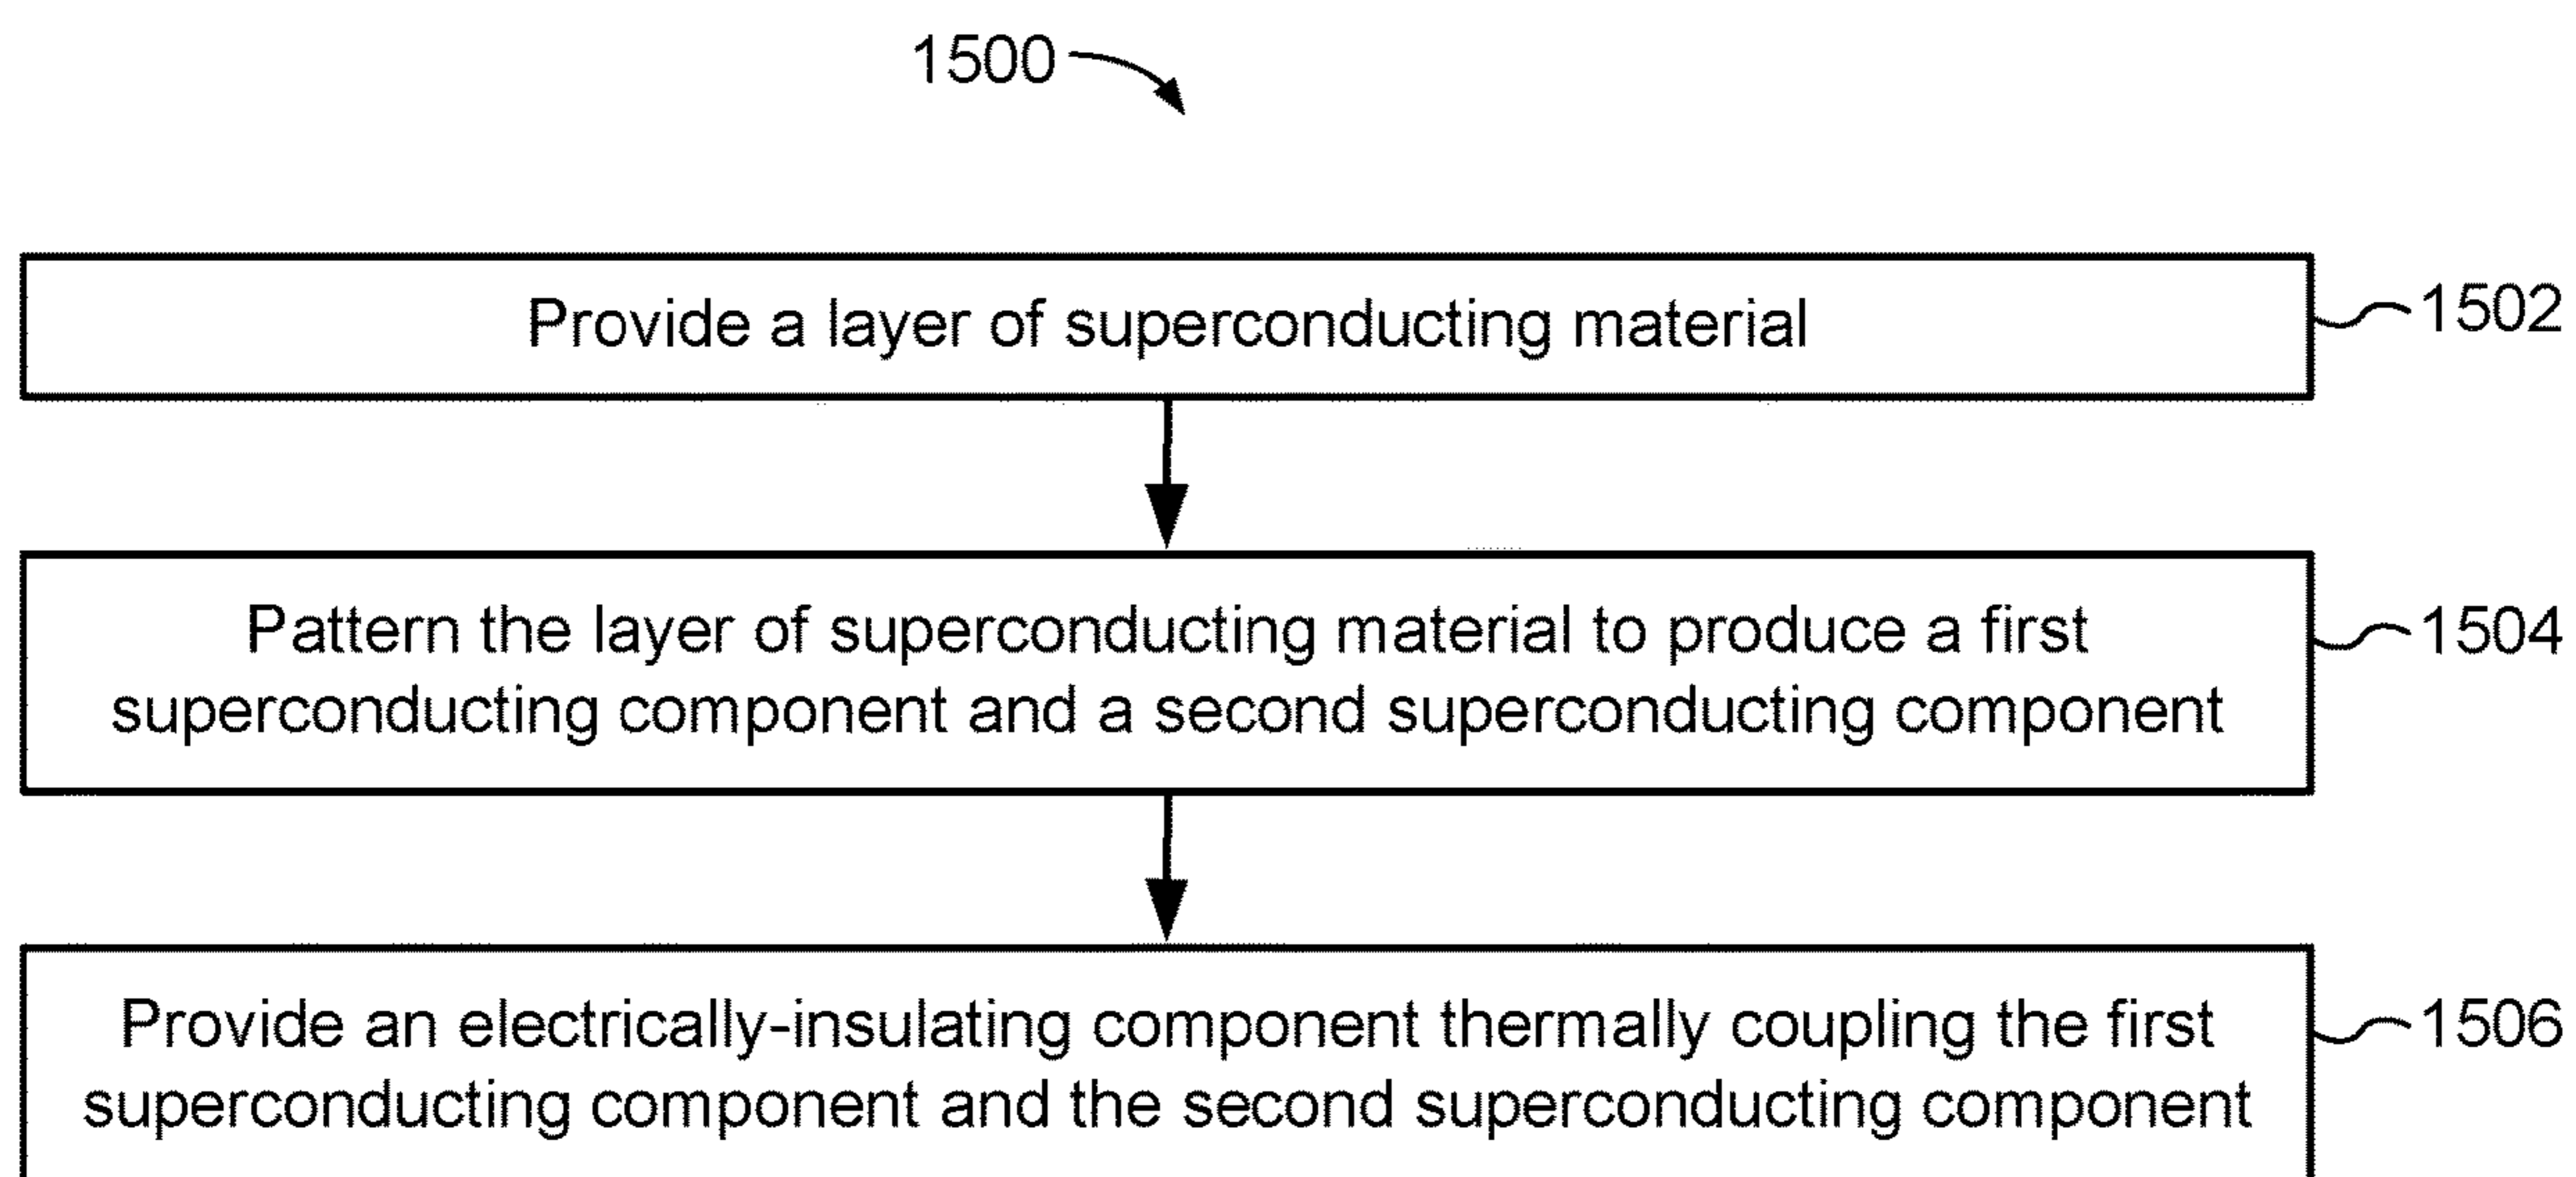 1500
Provide a layer of superconducting material
1502
Pattern the layer of superconducting material to produce a first
superconducting component and a second superconducting component
1504
Provide an electrically-insulating component thermally coupling the first
superconducting component and the second superconducting component
1506